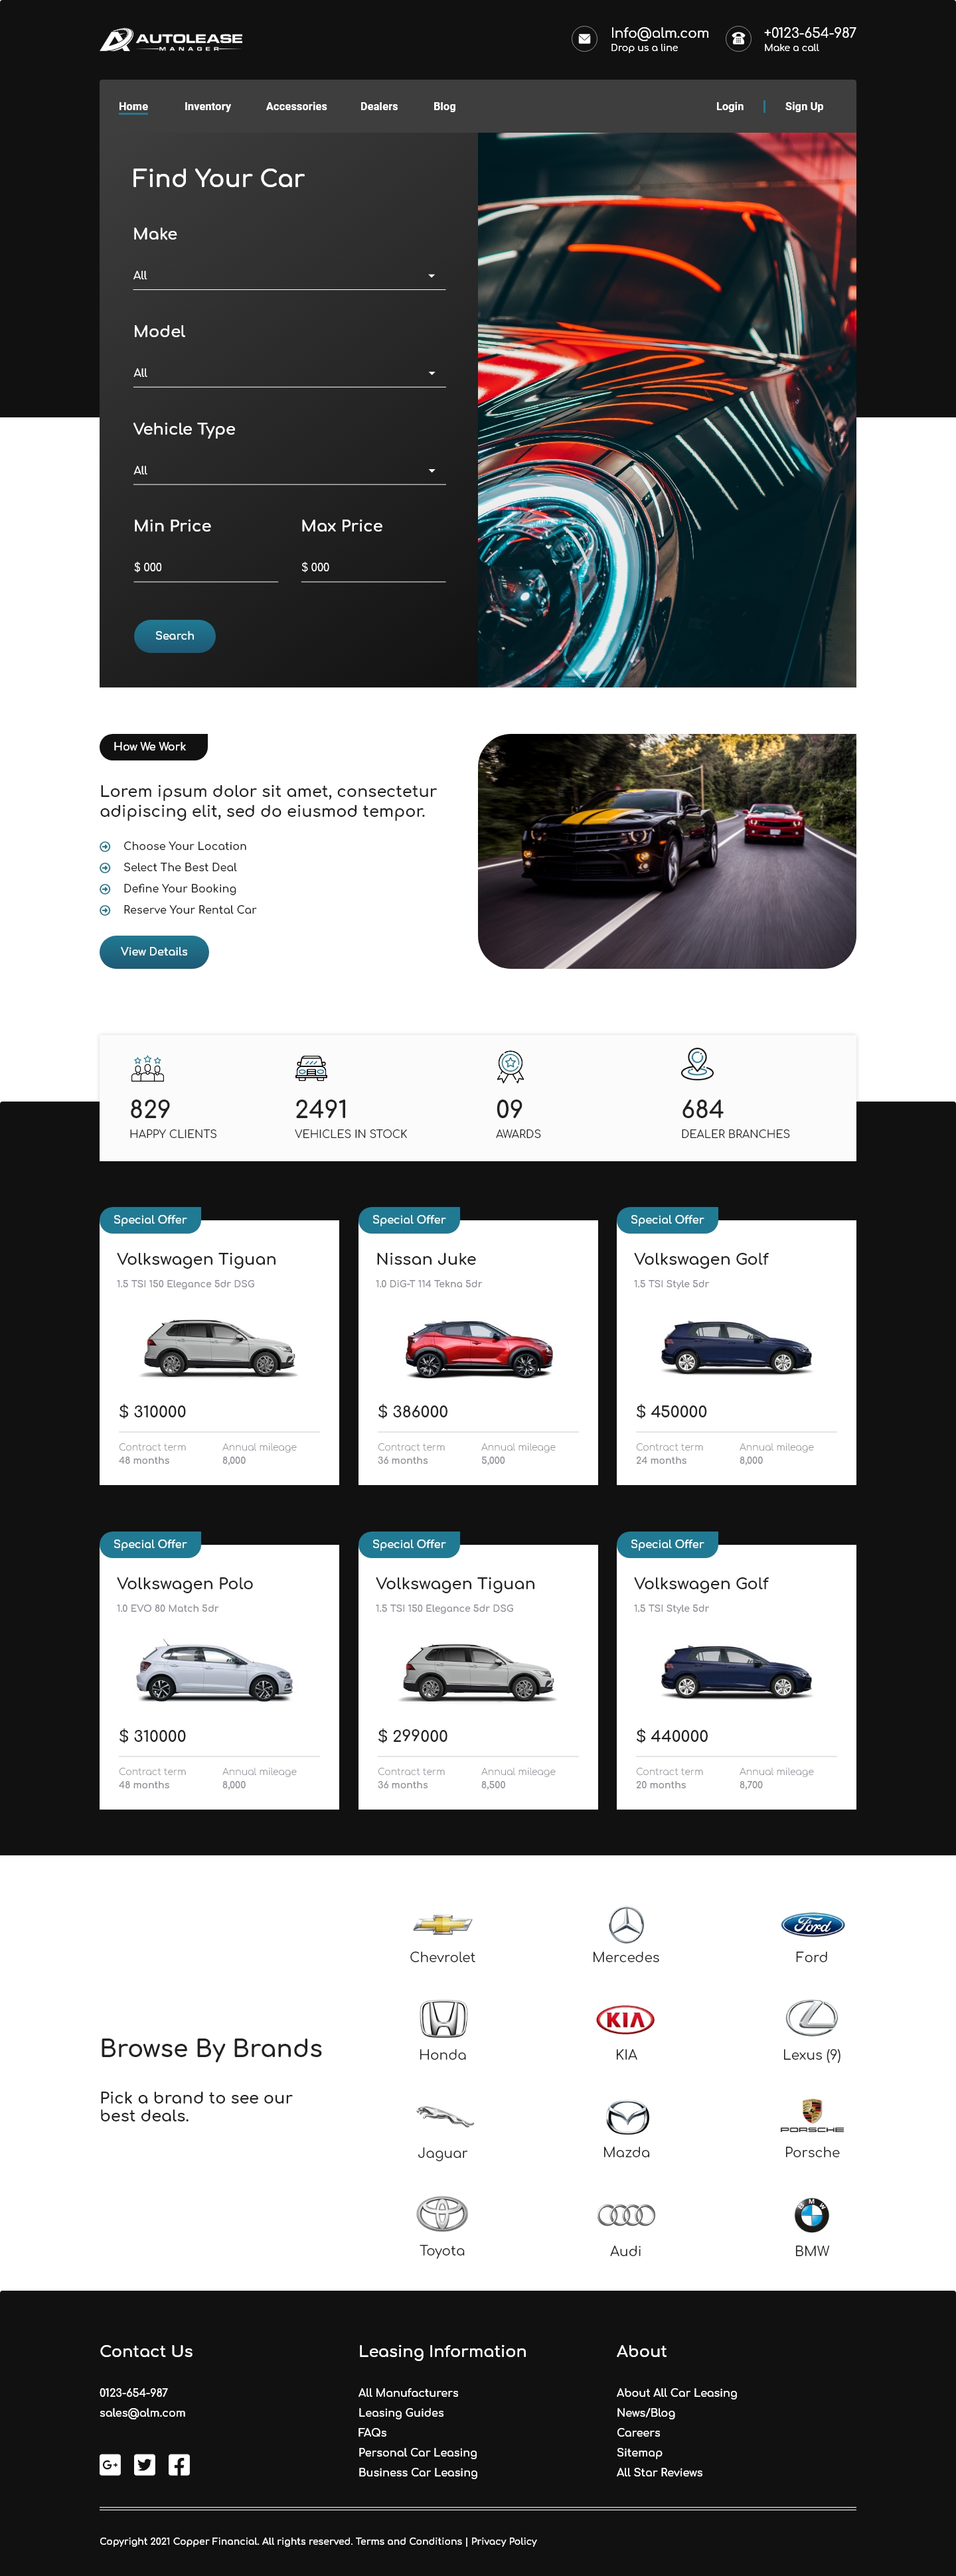 AUTOLEASE
MANAGER
Info@alm.com
Drop us a line
+0123-654-987
Make a call
Home
Inventory
Accessories
Dealers
Blog
Login
Sign Up
Find Your Car
Make
All
Model
All
Vehicle Type
All
Min Price
Max Price
$ 000
$ 000
Search
How We Work
Lorem ipsum dolor sit amet, consectetur
adipiscing elit, sed do eiusmod tempor.
Choose Your Location
Select The Best Deal
Define Your Booking
Reserve Your Rental Car
View Details
829
HAPPY CLIENTS
2491
VEHICLES IN STOCK
09
AWARDS
684
DEALER BRANCHES
Special Offer
Volkswagen Tiguan
1.5 TSI 150 Elegance 5dr DSG
$ 310000
Contract term
48 months
Annual mileage
8,000
Special Offer
Nissan Juke
1.0 DiG-T 114 Tekna 5dr
$ 386000
Contract term
36 months
Annual mileage
5,000
Special Offer
Volkswagen Golf
1.5 TSI Style 5dr
$ 450000
Contract term
24 months
Annual mileage
8,000
Special Offer
Volkswagen Polo
1.0 EVO 80 Match 5dr
$ 310000
Contract term
48 months
Annual mileage
8,000
Special Offer
Volkswagen Tiguan
1.5 TSI 150 Elegance 5dr DSG
$ 299000
Contract term
36 months
Annual mileage
8,500
Special Offer
Volkswagen Golf
1.5 TSI Style 5dr
$ 440000
Contract term
20 months
Annual mileage
8,700
Browse By Brands
Pick a brand to see our
best deals.
Chevrolet
Mercedes
Ford
Ford
Honda
KIA
KIA
Lexus (9)
Jaguar
Mazda
PORSCHE
Porsche
Toyota
Audi
BMW
BMW
Contact Us
0123-654-987
sales@alm.com
G+
Leasing Information
All Manufacturers
Leasing Guides
FAQs
Personal Car Leasing
Business Car Leasing
About
About All Car Leasing
News/Blog
Careers
Sitemap
All Star Reviews
Copyright 2021 Copper Financial. All rights reserved. Terms and Conditions | Privacy Policy